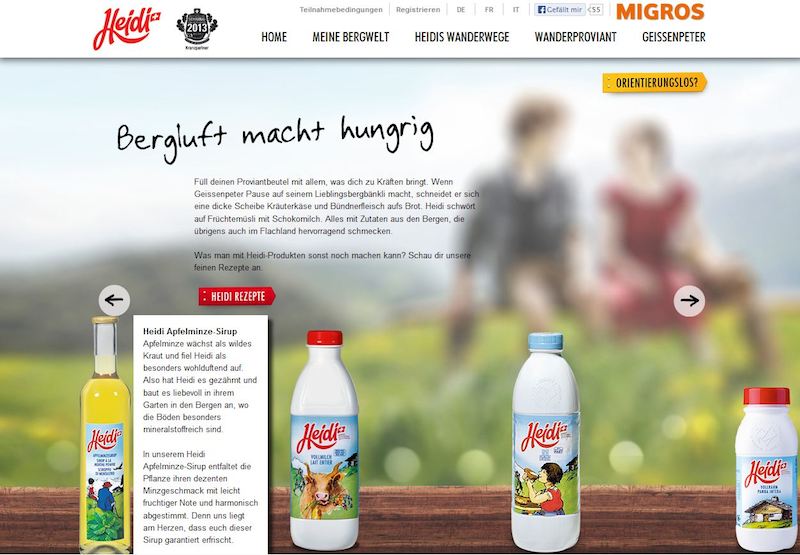 Heidi
2013
Teilnahmebedingungen | Registrieren | DE | FR | IT | Gefällt mir 55
MIGROS
HOME MEINE BERGWELT HEIDIS WANDERWEGE WANDERPROVIANT GEISSENPETER
ORIENTIERUNGSLOS?
Bergluft macht hungrig
Füll deinen Proviantbeutel mit allem, was dich zu Kräften bringt. Wenn
Geissenpeter Pause auf seinem Lieblingsbergbänkli macht, schneidet er sich
eine dicke Scheibe Kräuterkäse und Bündnerfleisch aufs Brot. Heidi schwört
auf Früchtemüsli mit Schokomilch. Alles mit Zutaten aus den Bergen, die
übrigens auch im Flachland hervorragend schmecken.
Was man mit Heidi-Produkten sonst noch machen kann? Schau dir unsere
feinen Rezepte an.
HEIDI REZEPTE
Heidi Apfelminze-Sirup
Apfelminze wächst als wildes
Kraut und fiel Heidi als
besonders wohlduftend auf.
Also hat Heidi es gezähmt und
baut es liebevoll in ihrem
Garten in den Bergen an, wo
die Böden besonders
mineralstoffreich sind.
In unserem Heidi
Apfelminze-Sirup entfaltet die
Pflanze ihren dezenten
Minzgeschmack mit leicht
fruchtiger Note und harmonisch
abgestimmt. Denn uns liegt
am Herzen, dass euch dieser
Sirup garantiert erfrischt.
Heidi
APFELMINZESIRUP
Heidi
VOLLMILCH
LAIT ENTIER
Heidi
Heidi
VOLLRAHM
PANNA INTERA